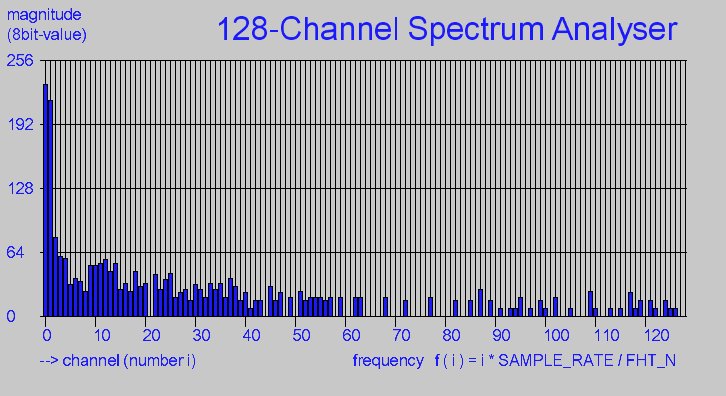 magnitude
(8bit-value)
128-Channel Spectrum Analyser
256
192
128
64
0
0 10 20 30 40 50 60 70 80 90 100 110 120
--> channel (number i) frequency f ( i ) = i * SAMPLE_RATE / FHT_N